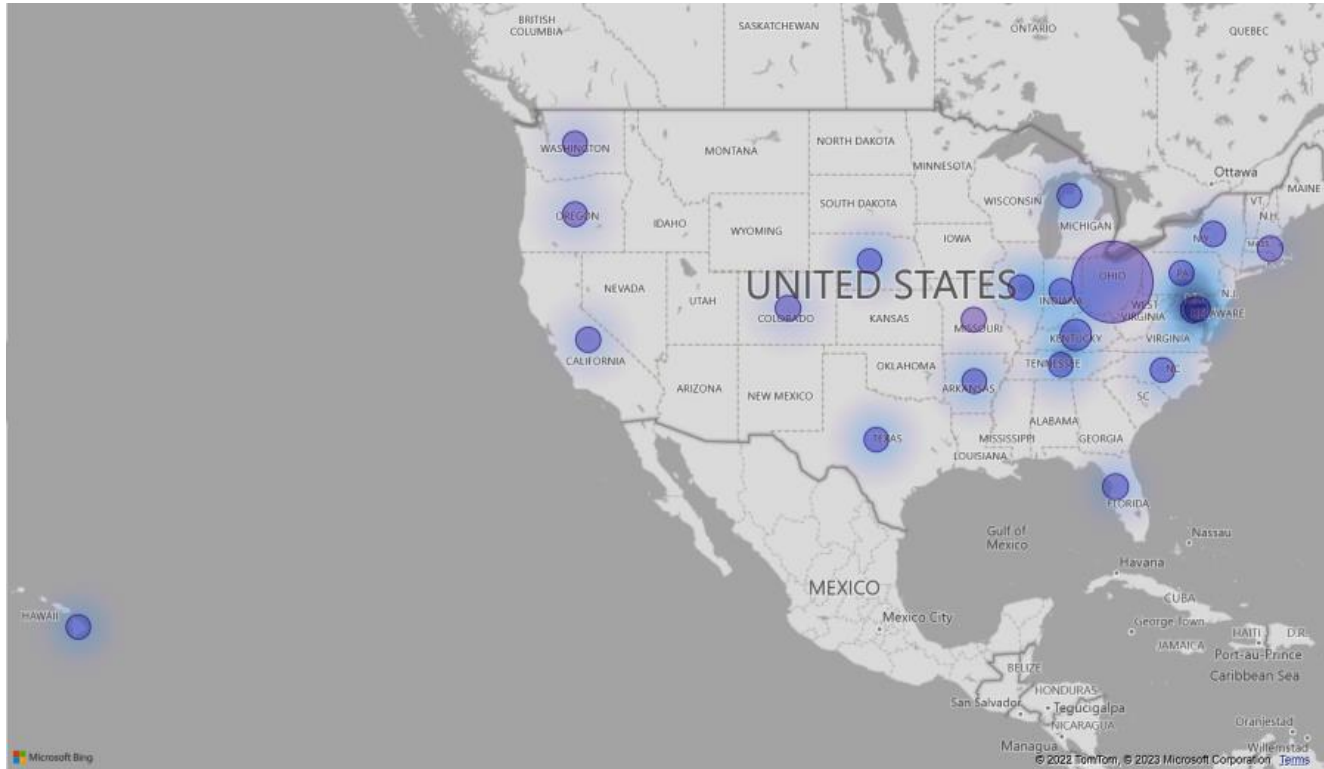 BRITISH
COLUMBIA
SASKATCHEWAN
ONTARIO
QUEBEC
WASHINGTON
MONTANA
NORTH DAKOTA
MINNESOTA
Ottawa
MAINE
OREGON
IDAHO
WYOMING
SOUTH DAKOTA
WISCONSIN
MICHIGAN
VT.
N.H.
N.Y.
MASS.
IOWA
NEVADA
UTAH
COLORADO
UNITED STATES
KANSAS
MISSOURI
INDIANA
OHIO
PA.
N.J.
WEST
VIRGINIA
DELAWARE
KENTUCKY
VIRGINIA
CALIFORNIA
ARIZONA
NEW MEXICO
OKLAHOMA
ARKANSAS
TENNESSEE
NC
SC
TEXAS
MISSISSIPPI
ALABAMA
GEORGIA
LOUISIANA
FLORIDA
Gulf of
Mexico
Nassau
Havana
MEXICO
Mexico City
CUBA
HAWAII
George Town
JAMAICA
HAITI
D.R.
Port-au-Prince
Caribbean Sea
BELIZE
HONDURAS
San Salvador
Tegucigalpa
NICARAGUA
Managua
Oranjestad
Willemstad
Microsoft Bing
© 2022 TomTom, © 2023 Microsoft Corporation Terms